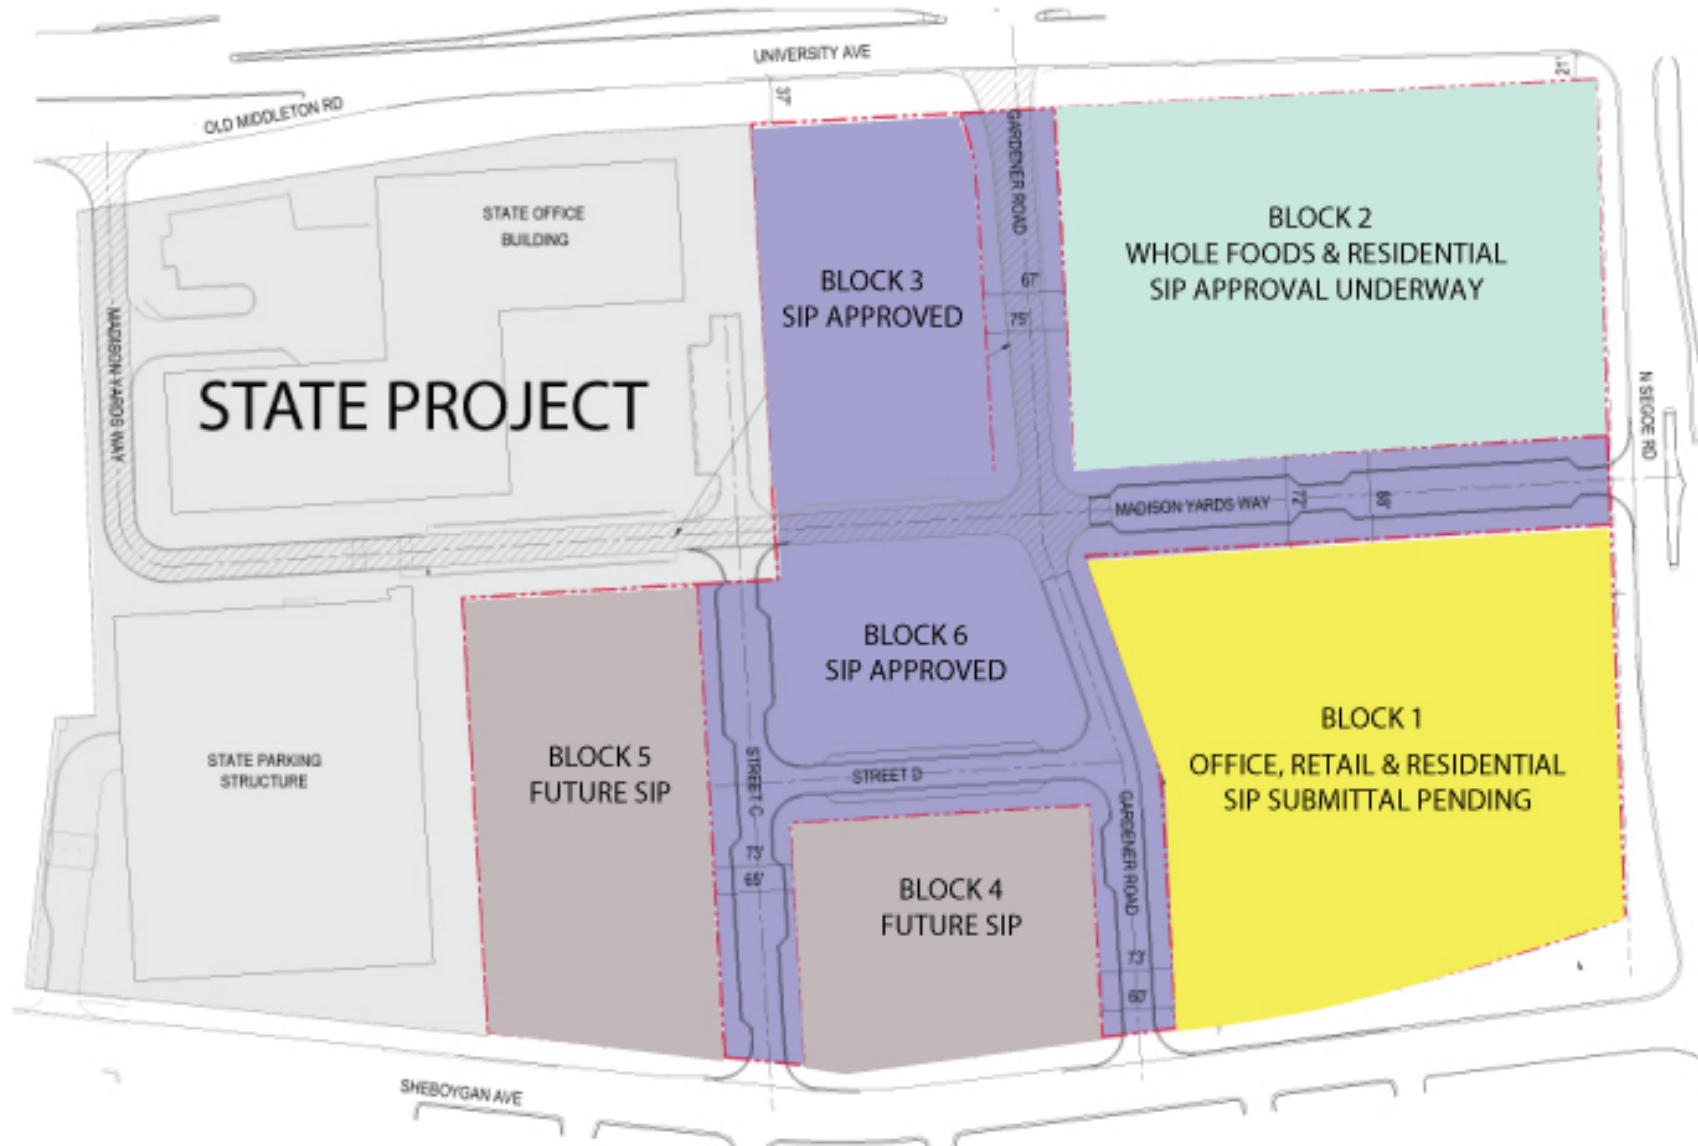 UNIVERSITY AVE
OLD MIDDLETON RD
37'
21'
STATE OFFICE
BUILDING
GARDENER ROAD
BLOCK 2
WHOLE FOODS & RESIDENTIAL
SIP APPROVAL UNDERWAY
BLOCK 3
SIP APPROVED
67'
75'
MADISON YARDS WAY
STATE PROJECT
N SEGOE RD
MADISON YARDS WAY
72'
88'
BLOCK 6
SIP APPROVED
BLOCK 1
OFFICE, RETAIL & RESIDENTIAL
SIP SUBMITTAL PENDING
STATE PARKING
STRUCTURE
BLOCK 5
FUTURE SIP
STREET C
STREET D
GARDENER ROAD
73'
65'
BLOCK 4
FUTURE SIP
73'
60'
SHEBOYGAN AVE